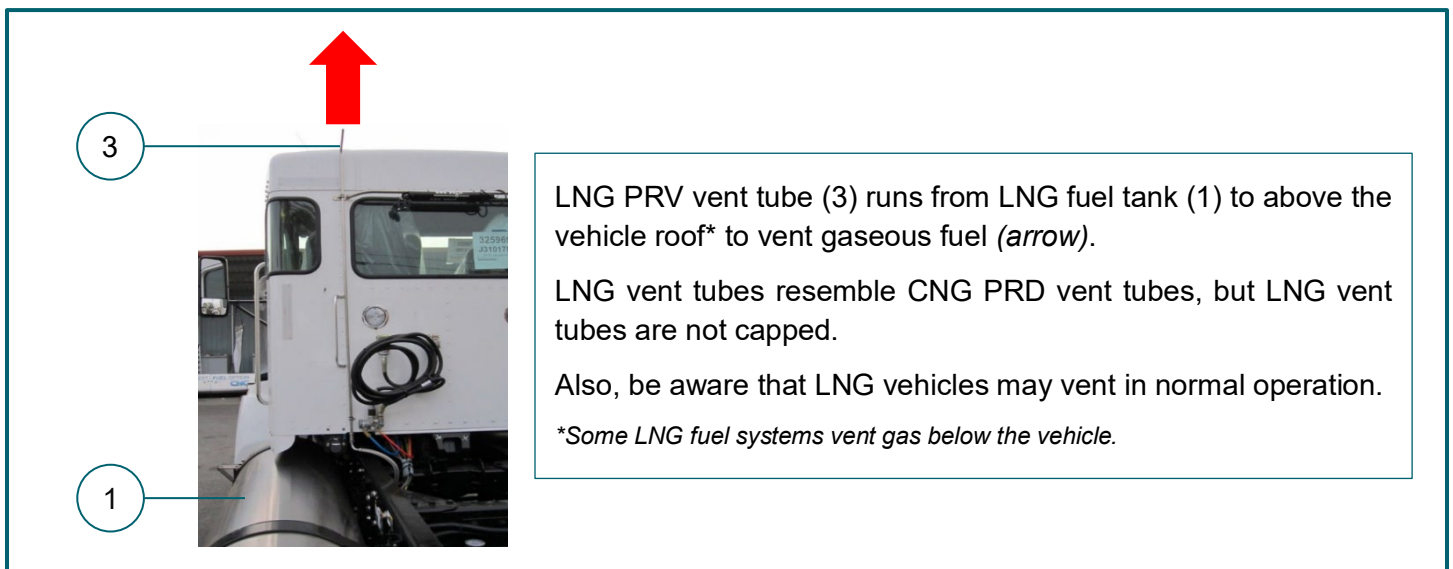 3
LNG PRV vent tube (3) runs from LNG fuel tank (1) to above the
vehicle roof* to vent gaseous fuel (arrow).
LNG vent tubes resemble CNG PRD vent tubes, but LNG vent
tubes are not capped.
Also, be aware that LNG vehicles may vent in normal operation.
*Some LNG fuel systems vent gas below the vehicle.
1